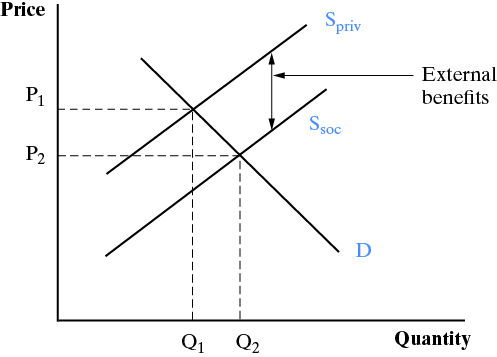 Price
S_priv
P_1
External
benefits
S_soc
P_2
D
Q_1
Q_2
Quantity